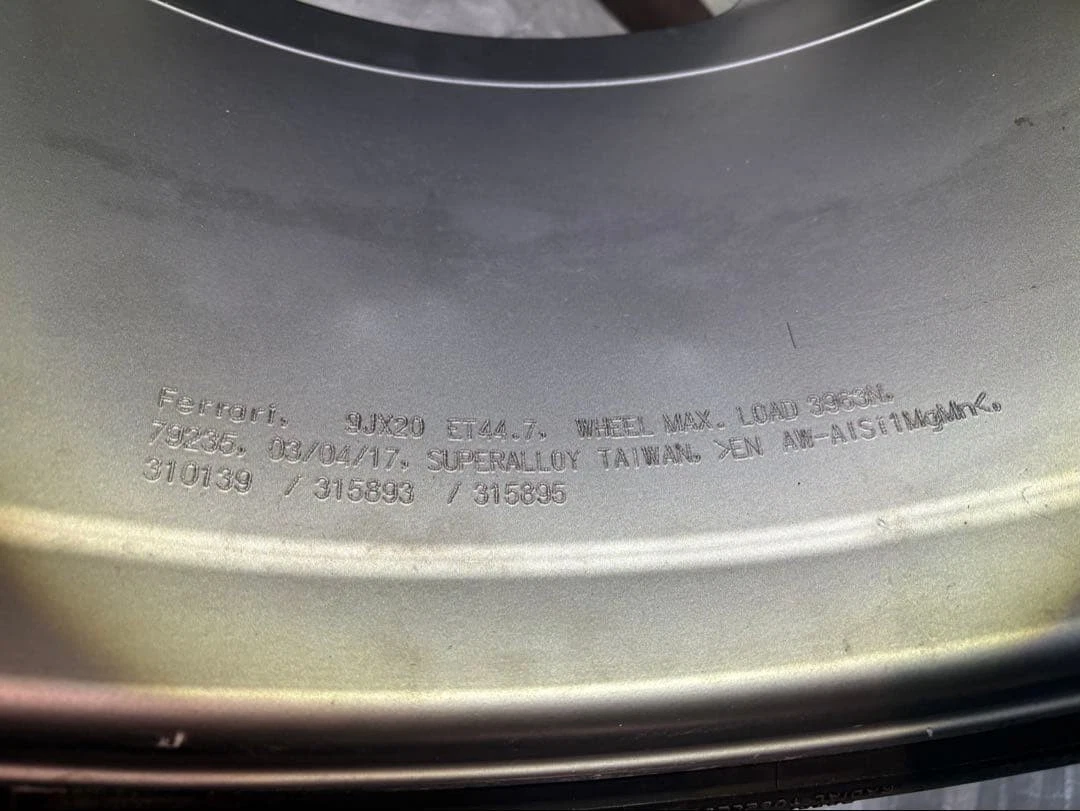 Ferrari. 9JX20 ET44.7. WHEEL MAX. LOAD 3963N.
79235. 03/04/17. SUPERALLOY TAIWAN. >EN AW-AlSi1MgMn<.
310139 / 315893 / 315895